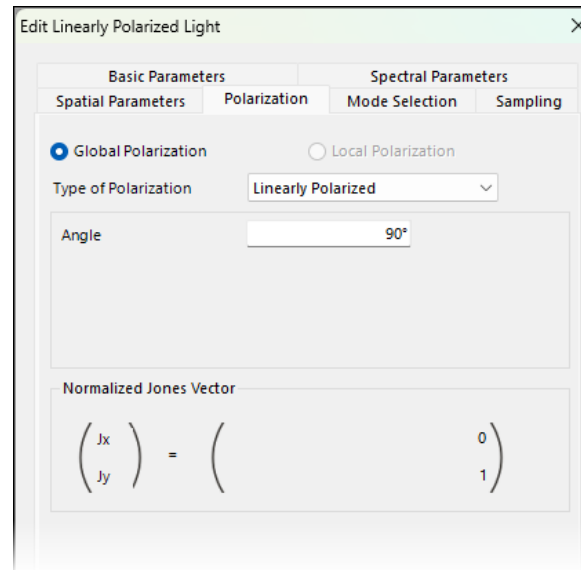 Edit Linearly Polarized Light
Basic Parameters Spectral Parameters
Spatial Parameters Polarization Mode Selection Sampling
Global Polarization Local Polarization
Type of Polarization Linearly Polarized
Angle 90°
Normalized Jones Vector
Jx 0
=
Jy 1